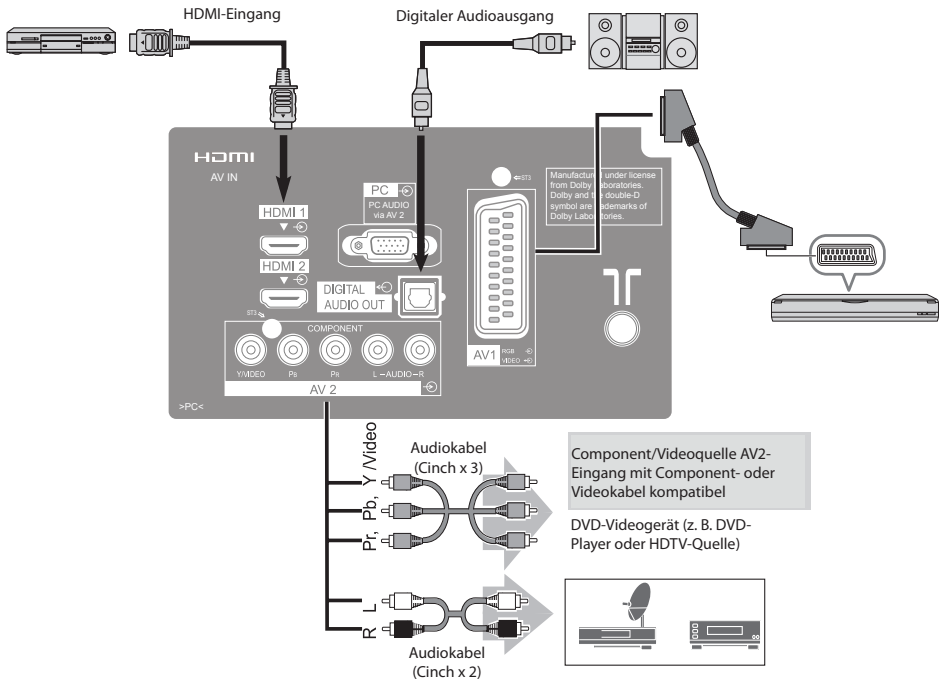 HDMI-Eingang
Digitaler Audioausgang
HDMI
AV IN
HDMI 1
HDMI 2
PC
PC AUDIO
via AV 2
DIGITAL
AUDIO OUT
ST3
ST3
Manufactured under license
from Dolby Laboratories.
Dolby and the double-D
symbol are trademarks of
Dolby Laboratories.
COMPONENT
Y/VIDEO
PB
PR
L –AUDIO–R
AV 2
AV1
RGB
VIDEO
>PC<
Y /Video
Pb,
Pr,
Audiokabel
(Cinch x 3)
Component/Videoquelle AV2-
Eingang mit Component- oder
Videokabel kompatibel
DVD-Videogerät (z. B. DVD-
Player oder HDTV-Quelle)
L
R
Audiokabel
(Cinch x 2)